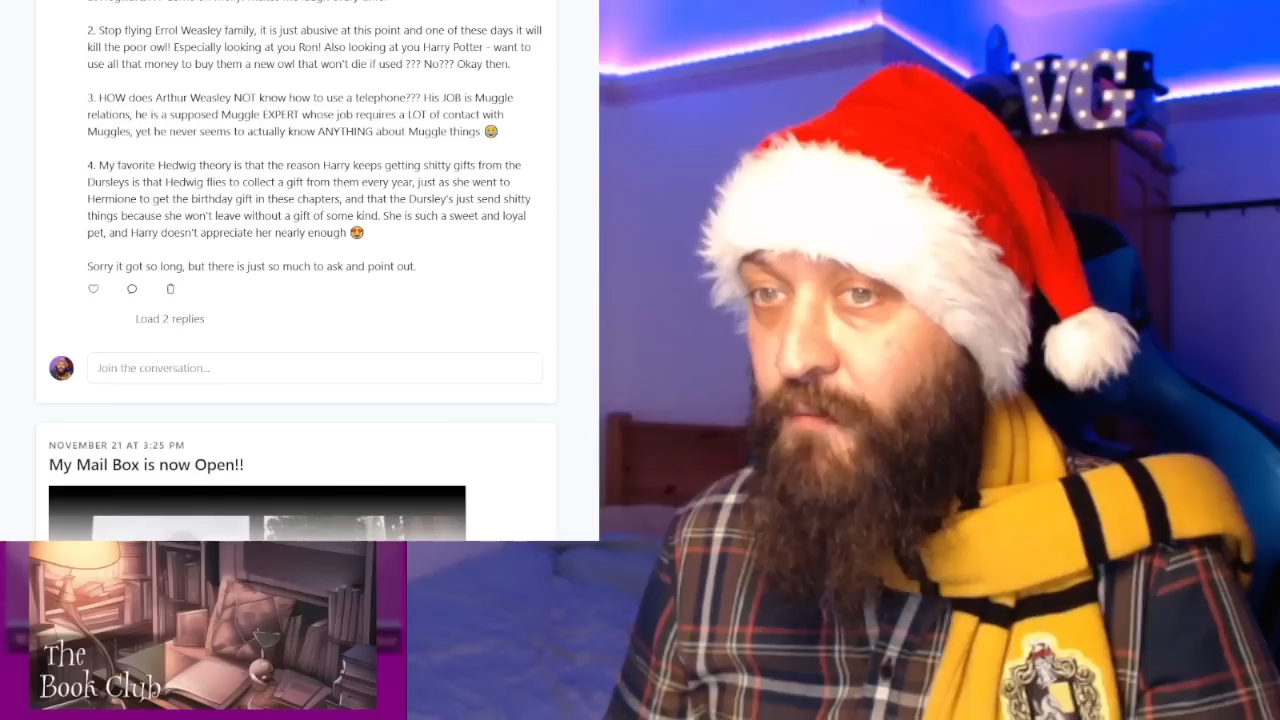 2. Stop flying Errol Weasley family, it is just abusive at this point and one of these days it will
kill the poor owl! Especially looking at you Ron! Also looking at you Harry Potter - want to
use all that money to buy them a new owl that won't die if used ??? No??? Okay then.
3. HOW does Arthur Weasley NOT know how to use a telephone??? His JOB is Muggle
relations, he is a supposed Muggle EXPERT whose job requires a LOT of contact with
Muggles, yet he never seems to actually know ANYTHING about Muggle things 😂
4. My favorite Hedwig theory is that the reason Harry keeps getting shitty gifts from the
Dursleys is that Hedwig flies to collect a gift from them every year, just as she went to
Hermione to get the birthday gift in these chapters, and that the Dursley's just send shitty
things because she won't leave without a gift of some kind. She is such a sweet and loyal
pet, and Harry doesn't appreciate her nearly enough 😍
Sorry it got so long, but there is just so much to ask and point out.
Load 2 replies
Join the conversation...
NOVEMBER 21 AT 3:25 PM
My Mail Box is now Open!!
The
Book Club
VG